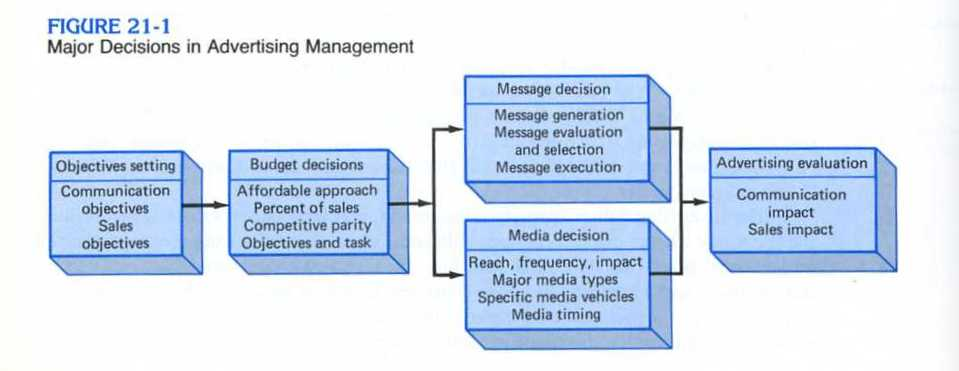 FIGURE 21-1
Major Decisions in Advertising Management
Objectives setting
Communication
objectives
Sales
objectives
Budget decisions
Affordable approach
Percent of sales
Competitive parity
Objectives and task
Message decision
Message generation
Message evaluation
and selection
Message execution
Media decision
Reach, frequency, impact
Major media types
Specific media vehicles
Media timing
Advertising evaluation
Communication
impact
Sales impact